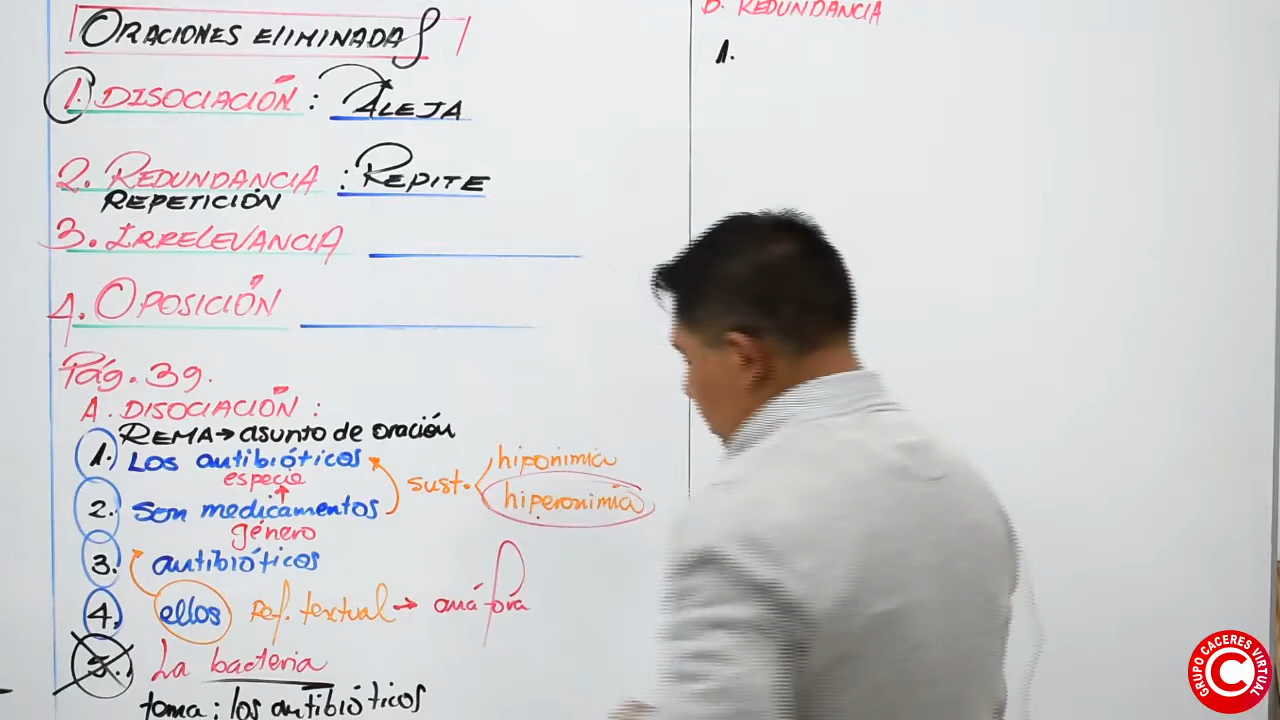 ORACIONES ElIMINADAS
1. DISOCIACIÓN : ALEJA
2. REDUNDANCIA : REPITE
REPETICIÓN
3. IRRELEVANCIA
4. OPOSICIÓN
Pág. 39.
A. DISOCIACIÓN :
REMA → asunto de oración
1. Los antibióticos
especie
2. Son medicamentos
género
sust. hiponimia
hiperonimia
3. antibióticos
4. ellos Ref. textual → anáfora
5. La bacteria
tema : los antibióticos
B. REDUNDANCIA
1.
GRUPO CACERES VIRTUAL
C